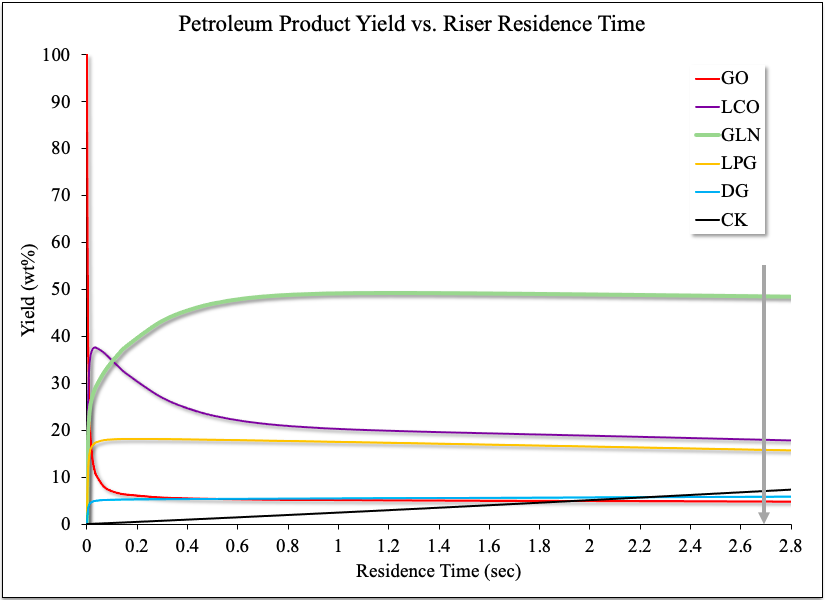 Petroleum Product Yield vs. Riser Residence Time
100
90
80
70
60
50
40
30
20
10
0
Yield (wt%)
GO
LCO
GLN
LPG
DG
CK
0 0.2 0.4 0.6 0.8 1 1.2 1.4 1.6 1.8 2 2.2 2.4 2.6 2.8
Residence Time (sec)